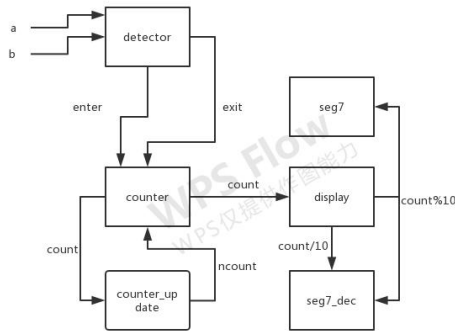 a
b
detector
enter
exit
seg7
counter
count
display
count%10
count
ncount
count/10
counter_up
date
seg7_dec
WPS Flow
WPS仅提供作图能力